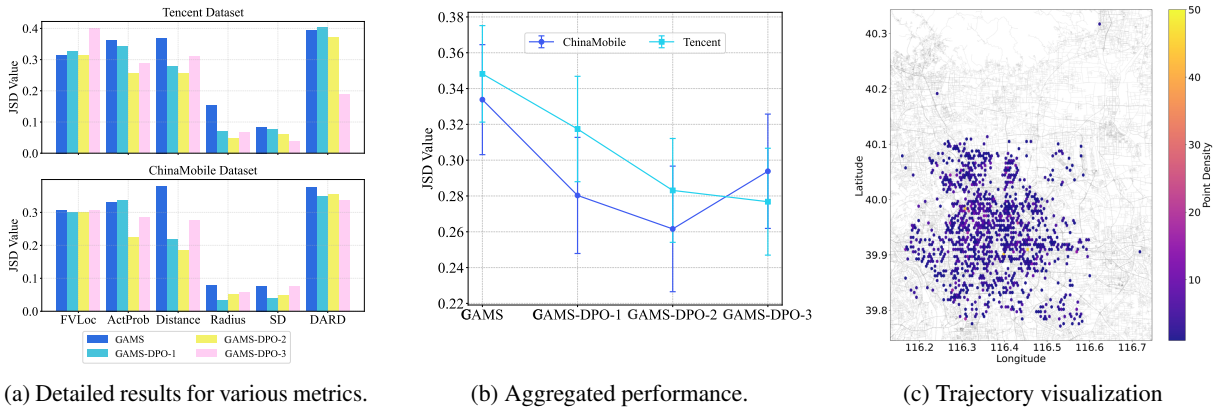 Tencent Dataset
JSD Value
0.4
0.3
0.2
0.1
0.0
ChinaMobile Dataset
JSD Value
0.3
0.2
0.1
0.0
FVLoc ActProb Distance Radius SD DARD
GAMS GAMS-DPO-2
GAMS-DPO-1 GAMS-DPO-3
(a) Detailed results for various metrics.
JSD Value
0.38
0.36
0.34
0.32
0.30
0.28
0.26
0.24
0.22
ChinaMobile Tencent
GAMS GAMS-DPO-1 GAMS-DPO-2 GAMS-DPO-3
(b) Aggregated performance.
Latitude
40.3
40.2
40.1
40.0
39.9
39.8
116.2 116.3 116.4 116.5 116.6 116.7
Longitude
50
40
30
20
10
Point Density
(c) Trajectory visualization